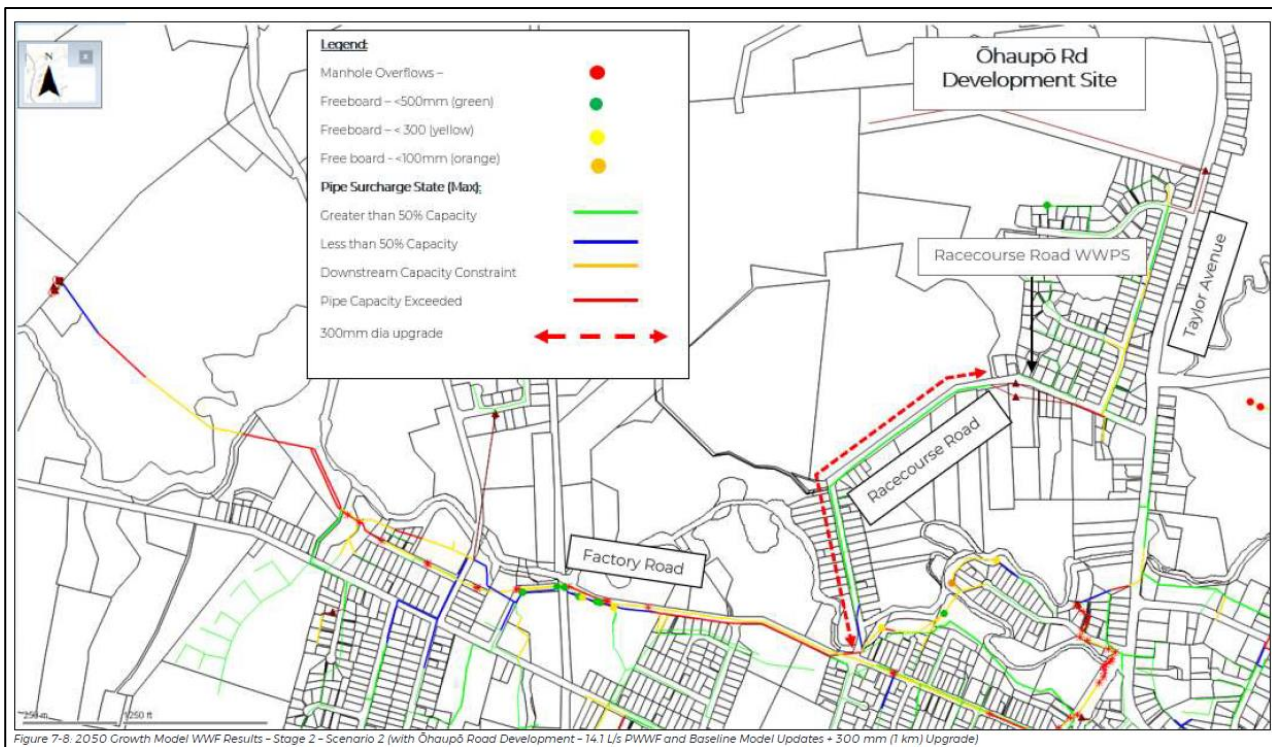 N
x
Legend:
Manhole Overflows –
Freeboard – <500mm (green)
Freeboard – < 300 (yellow)
Free board - <100mm (orange)
Pipe Surcharge State (Max):
Greater than 50% Capacity
Less than 50% Capacity
Downstream Capacity Constraint
Pipe Capacity Exceeded
300mm dia upgrade
Ōhaupō Rd
Development Site
Racecourse Road WWPS
Taylor Avenue
Racecourse Road
Factory Road
250 m
1250 ft
Figure 7-8: 2050 Growth Model WWF Results – Stage 2 – Scenario 2 (with Ōhaupō Road Development – 14.1 L/s PWWF and Baseline Model Updates + 300 mm (1 km) Upgrade)